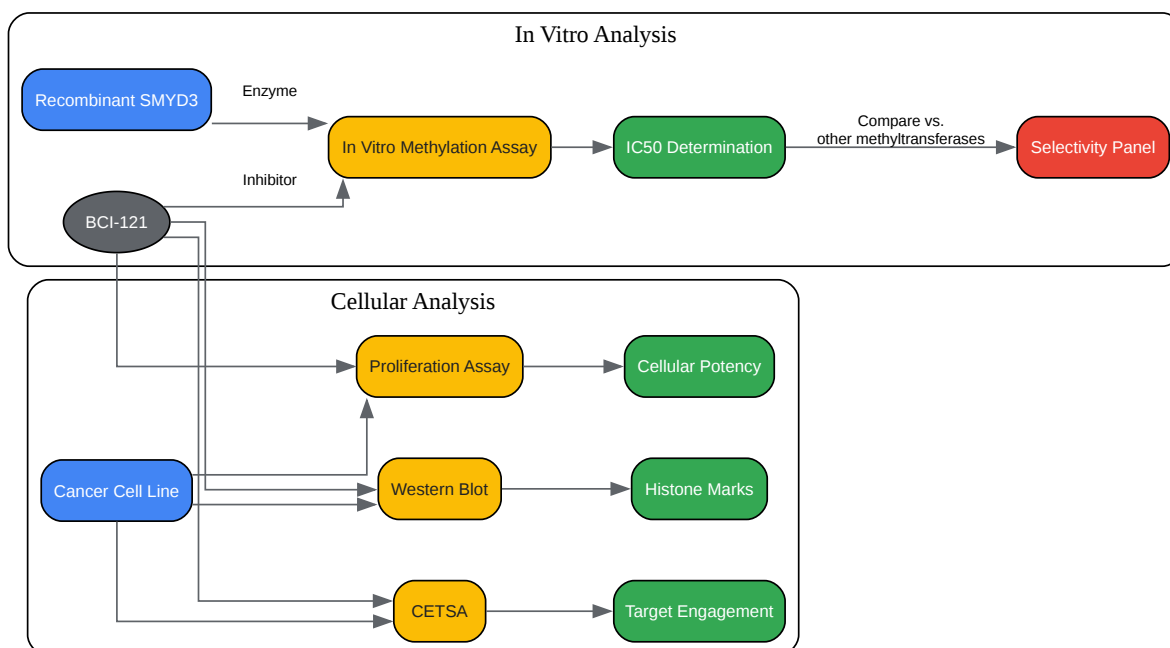 In Vitro Analysis
Recombinant SMYD3
Enzyme
In Vitro Methylation Assay
IC50 Determination
Compare vs.
other methyltransferases
Selectivity Panel
Inhibitor
BCI-121
Cellular Analysis
Proliferation Assay
Cellular Potency
Cancer Cell Line
Western Blot
Histone Marks
CETSA
Target Engagement